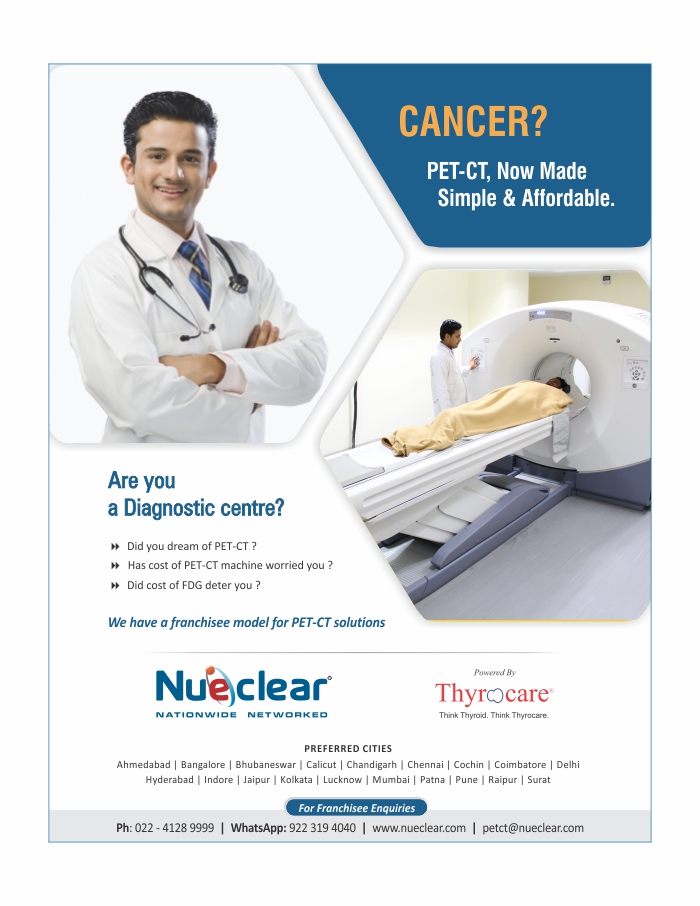 CANCER?
PET-CT, Now Made
Simple & Affordable.
Are you
a Diagnostic centre?
Did you dream of PET-CT ?
Has cost of PET-CT machine worried you ?
Did cost of FDG deter you ?
We have a franchisee model for PET-CT solutions
Nueclear
NATIONWIDE NETWORKED
Powered By
Thyrocare®
Think Thyroid. Think Thyrocare.
PREFERRED CITIES
Ahmedabad | Bangalore | Bhubaneswar | Calicut | Chandigarh | Chennai | Cochin | Coimbatore | Delhi
Hyderabad | Indore | Jaipur | Kolkata | Lucknow | Mumbai | Patna | Pune | Raipur | Surat
For Franchisee Enquiries
Ph: 022 - 4128 9999 | WhatsApp: 922 319 4040 | www.nueclear.com | petct@nueclear.com